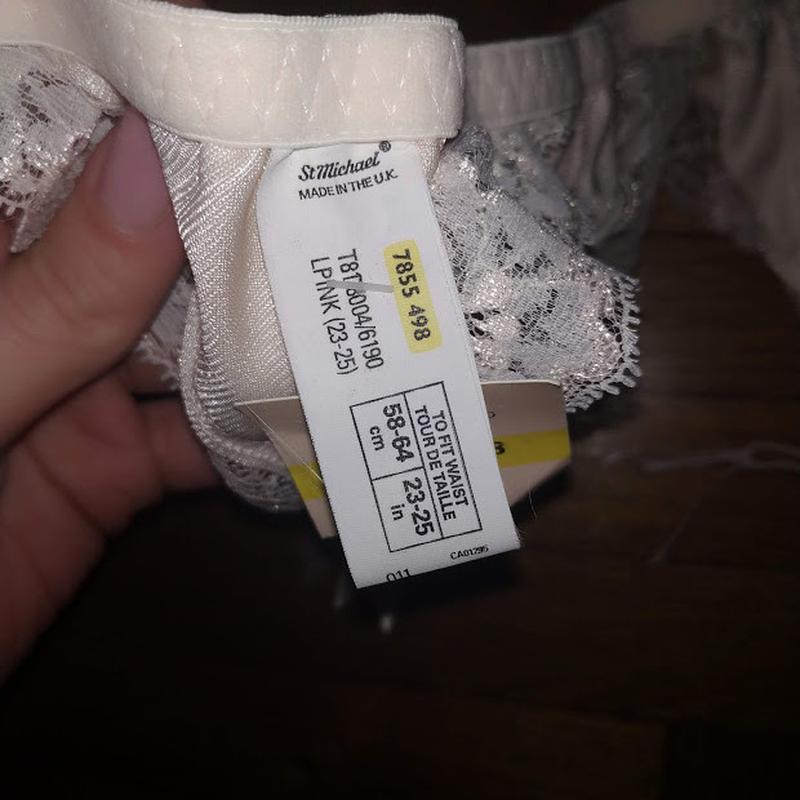 St Michael®
MADE IN THE U.K.
7855 498
LPINK (23-25)
TO FIT WAIST
TOUR DE TAILLE
58-64
cm
23-25
in
CA01295
011